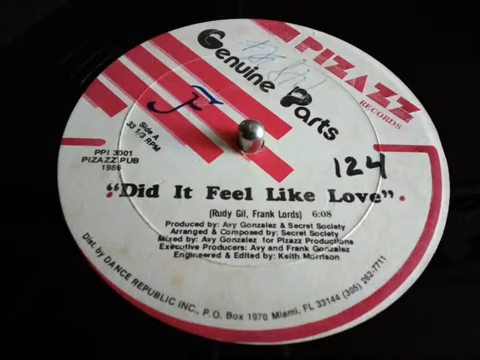 Genuine Parts
PIZAZZ
RECORDS
Side A
33 1/3 RPM
PPI 3001
PIZAZZ PUB
1986
124
"Did It Feel Like Love"
(Rudy Gil, Frank Lords) 6:08
Produced by: Avy Gonzalez & Secret Society
Arranged & Composed by: Secret Society
Mixed by: Avy Gonzalez for Pizazz Productions
Executive Producers: Avy and Frank Gonzalez
Engineered & Edited by: Keith Morrison
Dist. by DANCE REPUBLIC INC., P.O. Box 1970 Miami, FL 33144 (305) 262-7711